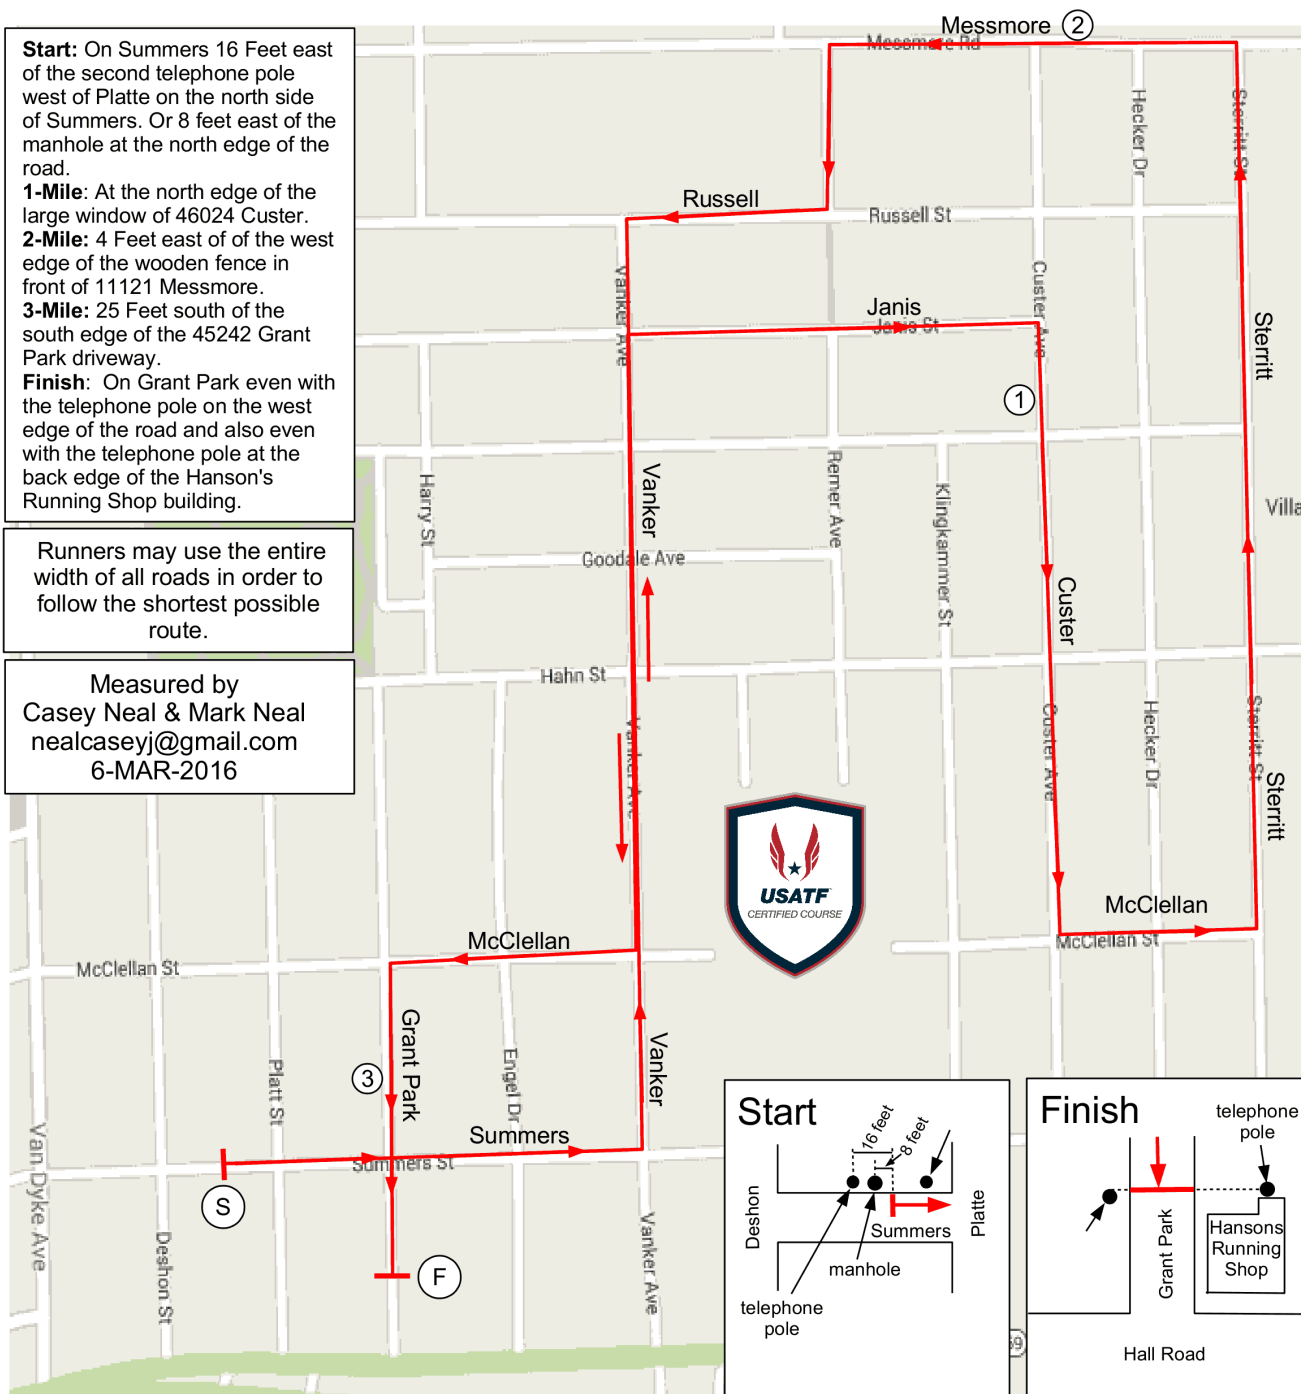 Start: On Summers 16 Feet east
of the second telephone pole
west of Platte on the north side
of Summers. Or 8 feet east of the
manhole at the north edge of the
road.
1-Mile: At the north edge of the
large window of 46024 Custer.
2-Mile: 4 Feet east of of the west
edge of the wooden fence in
front of 11121 Messmore.
3-Mile: 25 Feet south of the
south edge of the 45242 Grant
Park driveway.
Finish:  On Grant Park even with
the telephone pole on the west
edge of the road and also even
with the telephone pole at the
back edge of the Hanson's
Running Shop building.
Runners may use the entire
width of all roads in order to
follow the shortest possible
route.
Measured by
Casey Neal & Mark Neal
nealcaseyj@gmail.com
6-MAR-2016
Messmore 2
Messmore Rd
Hecker Dr
Sterritt St
Russell
Russell St
Vanker Ave
Custer Ave
Janis
Janis St
Sterritt
1
Vanker
Harry St
Remer Ave
Klingkammer St
Villa
Goodale Ave
Custer
Hahn St
Vanker Ave
Custer Ave
Hecker Dr
Sterritt St
Sterritt
USATF
CERTIFIED COURSE
McClellan
McClellan St
McClellan
McClellan St
Grant Park
3
Platt St
Engel Dr
Vanker
Summers
Summers St
Van Dyke Ave
S
Deshon St
F
Vanker Ave
Start
16 feet
8 feet
Deshon
Summers
Platte
manhole
telephone
pole
59
Finish
telephone
pole
Grant Park
Hansons
Running
Shop
Hall Road